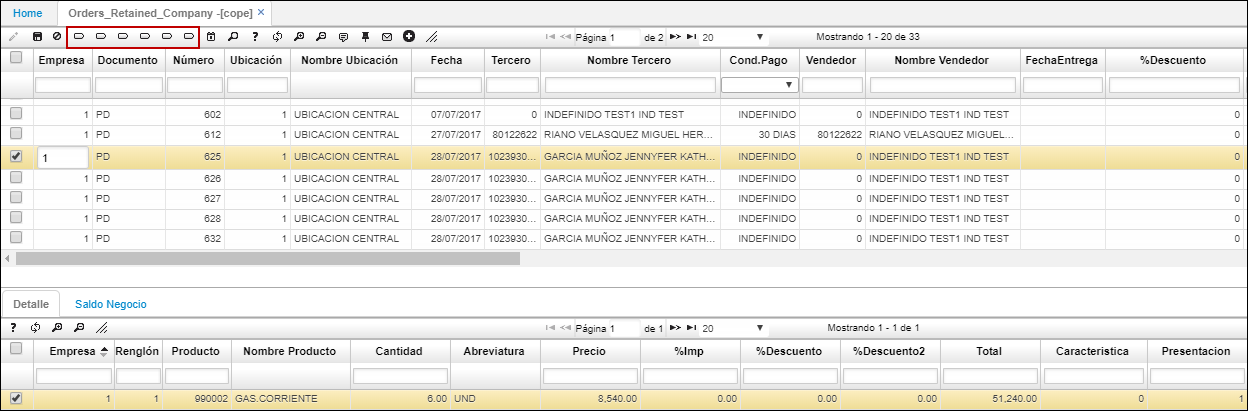 Home Orders_Retained_Company -[cope] ×
Página 1 de 2 20 Mostrando 1 - 20 de 33
Empresa Documento Número Ubicación Nombre Ubicación Fecha Tercero Nombre Tercero Cond.Pago Vendedor Nombre Vendedor FechaEntrega %Descuento
1 PD 602 1 UBICACION CENTRAL 07/07/2017 0 INDEFINIDO TEST1 IND TEST INDEFINIDO 0 INDEFINIDO TEST1 IND TEST 0
1 PD 612 1 UBICACION CENTRAL 27/07/2017 80122622 RIANO VELASQUEZ MIGUEL HER... 30 DIAS 80122622 RIANO VELASQUEZ MIGUEL... 0
1 PD 625 1 UBICACION CENTRAL 28/07/2017 1023930... GARCIA MUÑOZ JENNYFER KATH... INDEFINIDO 0 INDEFINIDO TEST1 IND TEST 0
1 PD 626 1 UBICACION CENTRAL 28/07/2017 1023930... GARCIA MUÑOZ JENNYFER KATH... INDEFINIDO 0 INDEFINIDO TEST1 IND TEST 0
1 PD 627 1 UBICACION CENTRAL 28/07/2017 1023930... GARCIA MUÑOZ JENNYFER KATH... INDEFINIDO 0 INDEFINIDO TEST1 IND TEST 0
1 PD 628 1 UBICACION CENTRAL 28/07/2017 1023930... GARCIA MUÑOZ JENNYFER KATH... INDEFINIDO 0 INDEFINIDO TEST1 IND TEST 0
1 PD 632 1 UBICACION CENTRAL 28/07/2017 1023930... GARCIA MUÑOZ JENNYFER KATH... INDEFINIDO 0 INDEFINIDO TEST1 IND TEST 0
Detalle Saldo Negocio
Página 1 de 1 20 Mostrando 1 - 1 de 1
Empresa Renglón Producto Nombre Producto Cantidad Abreviatura Precio %Imp %Descuento %Descuento2 Total Caracteristica Presentacion
1 1 990002 GAS.CORRIENTE 6.00 UND 8,540.00 0.00 0.00 0.00 51,240.00 0 1